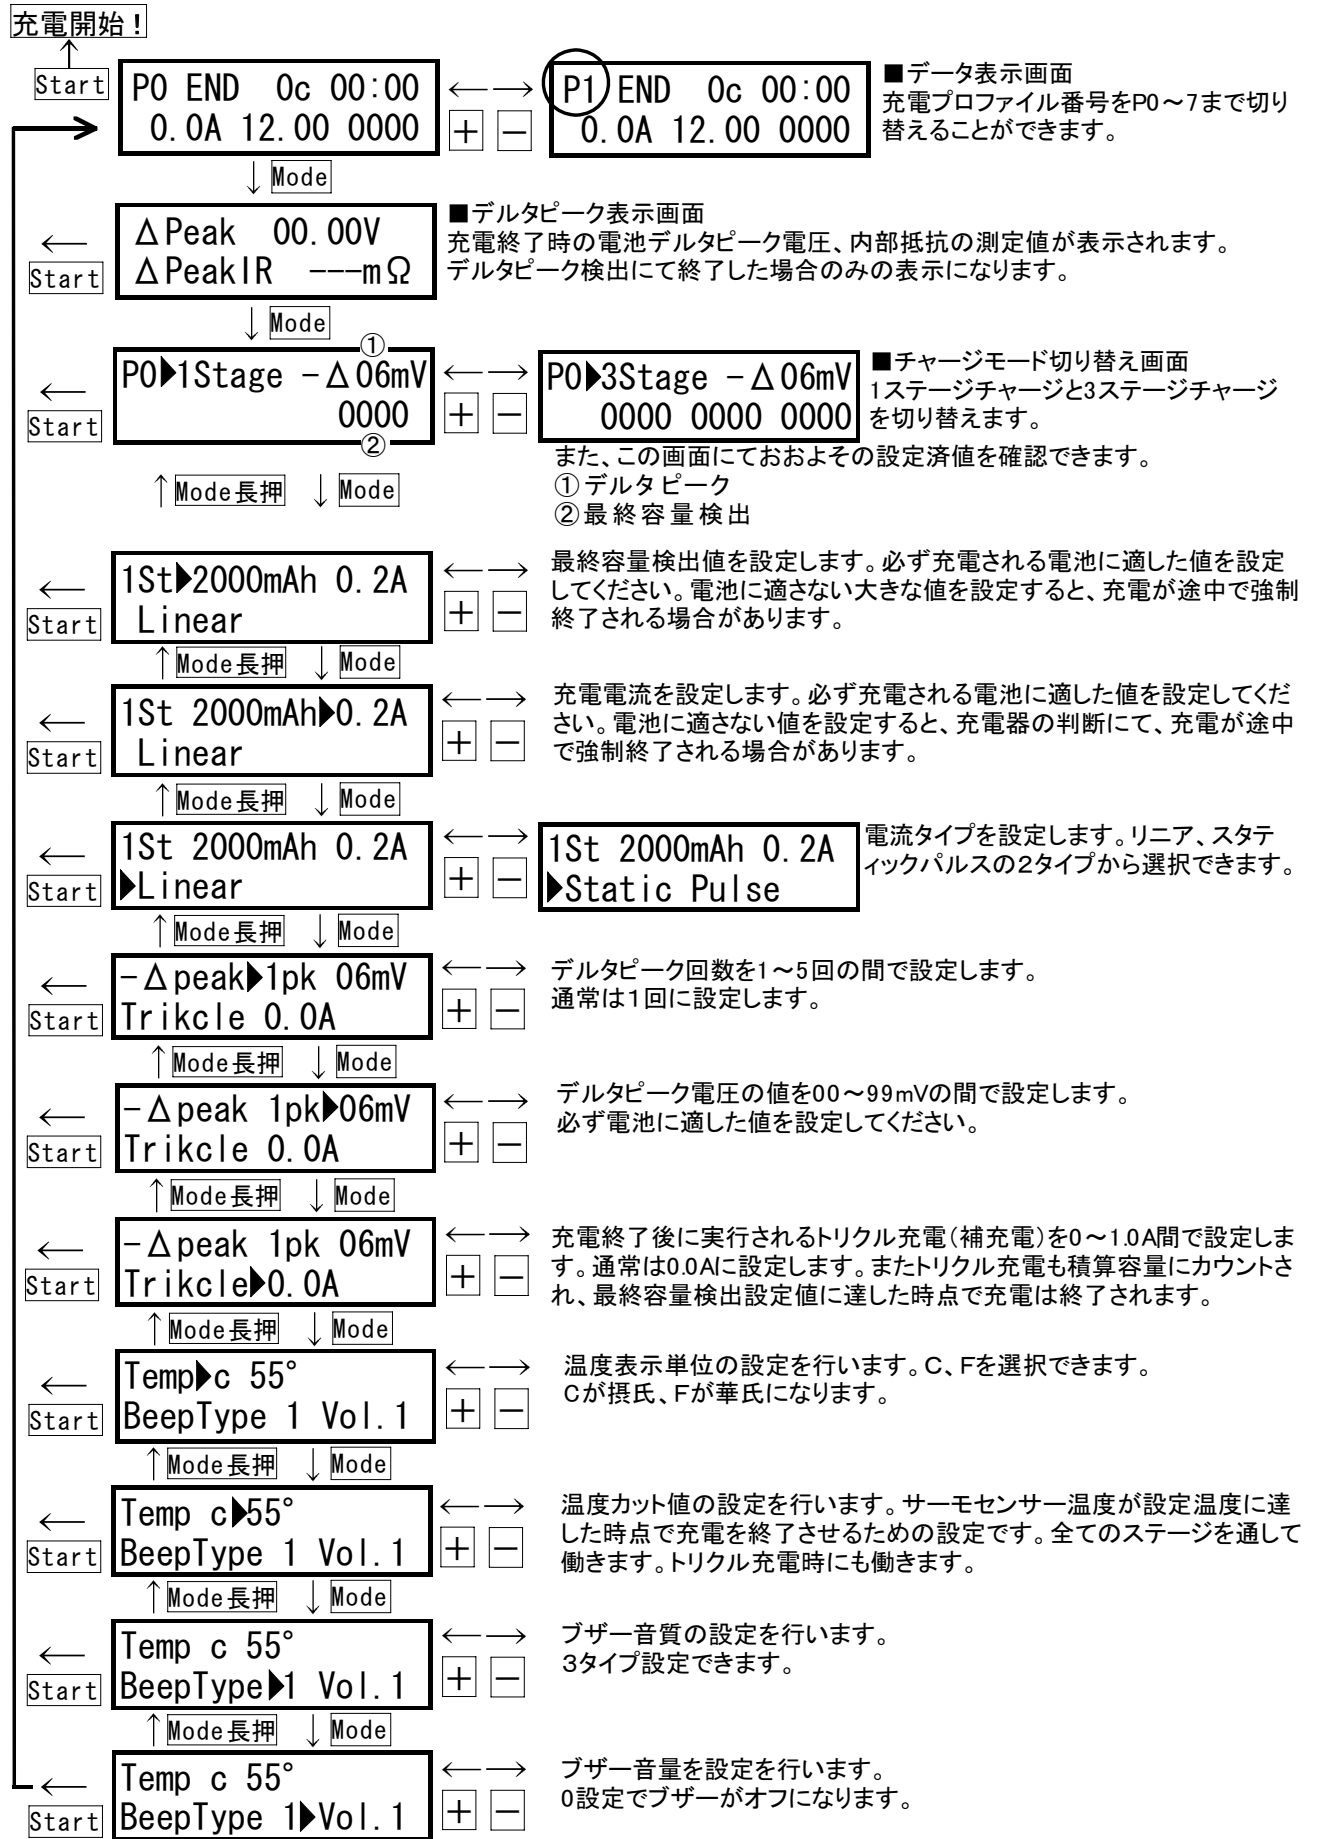 充電開始！
Start
P0 END 0c 00:00
0.0A 12.00 0000
←→
+ −
P1 END 0c 00:00
0.0A 12.00 0000
■データ表示画面
充電プロファイル番号をP0～7まで切り
替えることができます。
↓ Mode
← Start
Δ Peak 00.00V
Δ PeakIR ---mΩ
■デルタピーク表示画面
充電終了時の電池デルタピーク電圧、内部抵抗の測定値が表示されます。
デルタピーク検出にて終了した場合のみの表示になります。
↓ Mode
← Start
①
P0▶1Stage −Δ06mV
0000
②
←→
+ −
P0▶3Stage −Δ06mV
0000 0000 0000
■チャージモード切り替え画面
1ステージチャージと3ステージチャージ
を切り替えます。
また、この画面にておおよその設定済値を確認できます。
①デルタピーク
②最終容量検出
↑Mode長押 ↓ Mode
← Start
1St▶2000mAh 0.2A
Linear
←→
+ −
最終容量検出値を設定します。必ず充電される電池に適した値を設定
してください。電池に適さない大きな値を設定すると、充電が途中で強制
終了される場合があります。
↑Mode長押 ↓ Mode
← Start
1St 2000mAh▶0.2A
Linear
←→
+ −
充電電流を設定します。必ず充電される電池に適した値を設定してくだ
さい。電池に適さない値を設定すると、充電器の判断にて、充電が途中
で強制終了される場合があります。
↑Mode長押 ↓ Mode
← Start
1St 2000mAh 0.2A
▶Linear
←→
+ −
1St 2000mAh 0.2A
▶Static Pulse
電流タイプを設定します。リニア、スタテ
ィックパルスの2タイプから選択できます。
↑Mode長押 ↓ Mode
← Start
−Δpeak▶1pk 06mV
Trikcle 0.0A
←→
+ −
デルタピーク回数を1～5回の間で設定します。
通常は1回に設定します。
↑Mode長押 ↓ Mode
← Start
−Δpeak 1pk▶06mV
Trikcle 0.0A
←→
+ −
デルタピーク電圧の値を00～99mVの間で設定します。
必ず電池に適した値を設定してください。
↑Mode長押 ↓ Mode
← Start
−Δpeak 1pk 06mV
Trikcle▶0.0A
←→
+ −
充電終了後に実行されるトリクル充電（補充電）を0～1.0A間で設定しま
す。通常は0.0Aに設定します。またトリクル充電も積算容量にカウントさ
れ、最終容量検出設定値に達した時点で充電は終了されます。
↑Mode長押 ↓ Mode
← Start
Temp▶c 55°
BeepType 1 Vol.1
←→
+ −
温度表示単位の設定を行います。C、Fを選択できます。
Cが摂氏、Fが華氏になります。
↑Mode長押 ↓ Mode
← Start
Temp c▶55°
BeepType 1 Vol.1
←→
+ −
温度カット値の設定を行います。サーモセンサー温度が設定温度に達
した時点で充電を終了させるための設定です。全てのステージを通して
働きます。トリクル充電時にも働きます。
↑Mode長押 ↓ Mode
← Start
Temp c 55°
BeepType▶1 Vol.1
←→
+ −
ブザー音質の設定を行います。
3タイプ設定できます。
↑Mode長押 ↓ Mode
← Start
Temp c 55°
BeepType 1▶Vol.1
←→
+ −
ブザー音量を設定を行います。
0設定でブザーがオフになります。